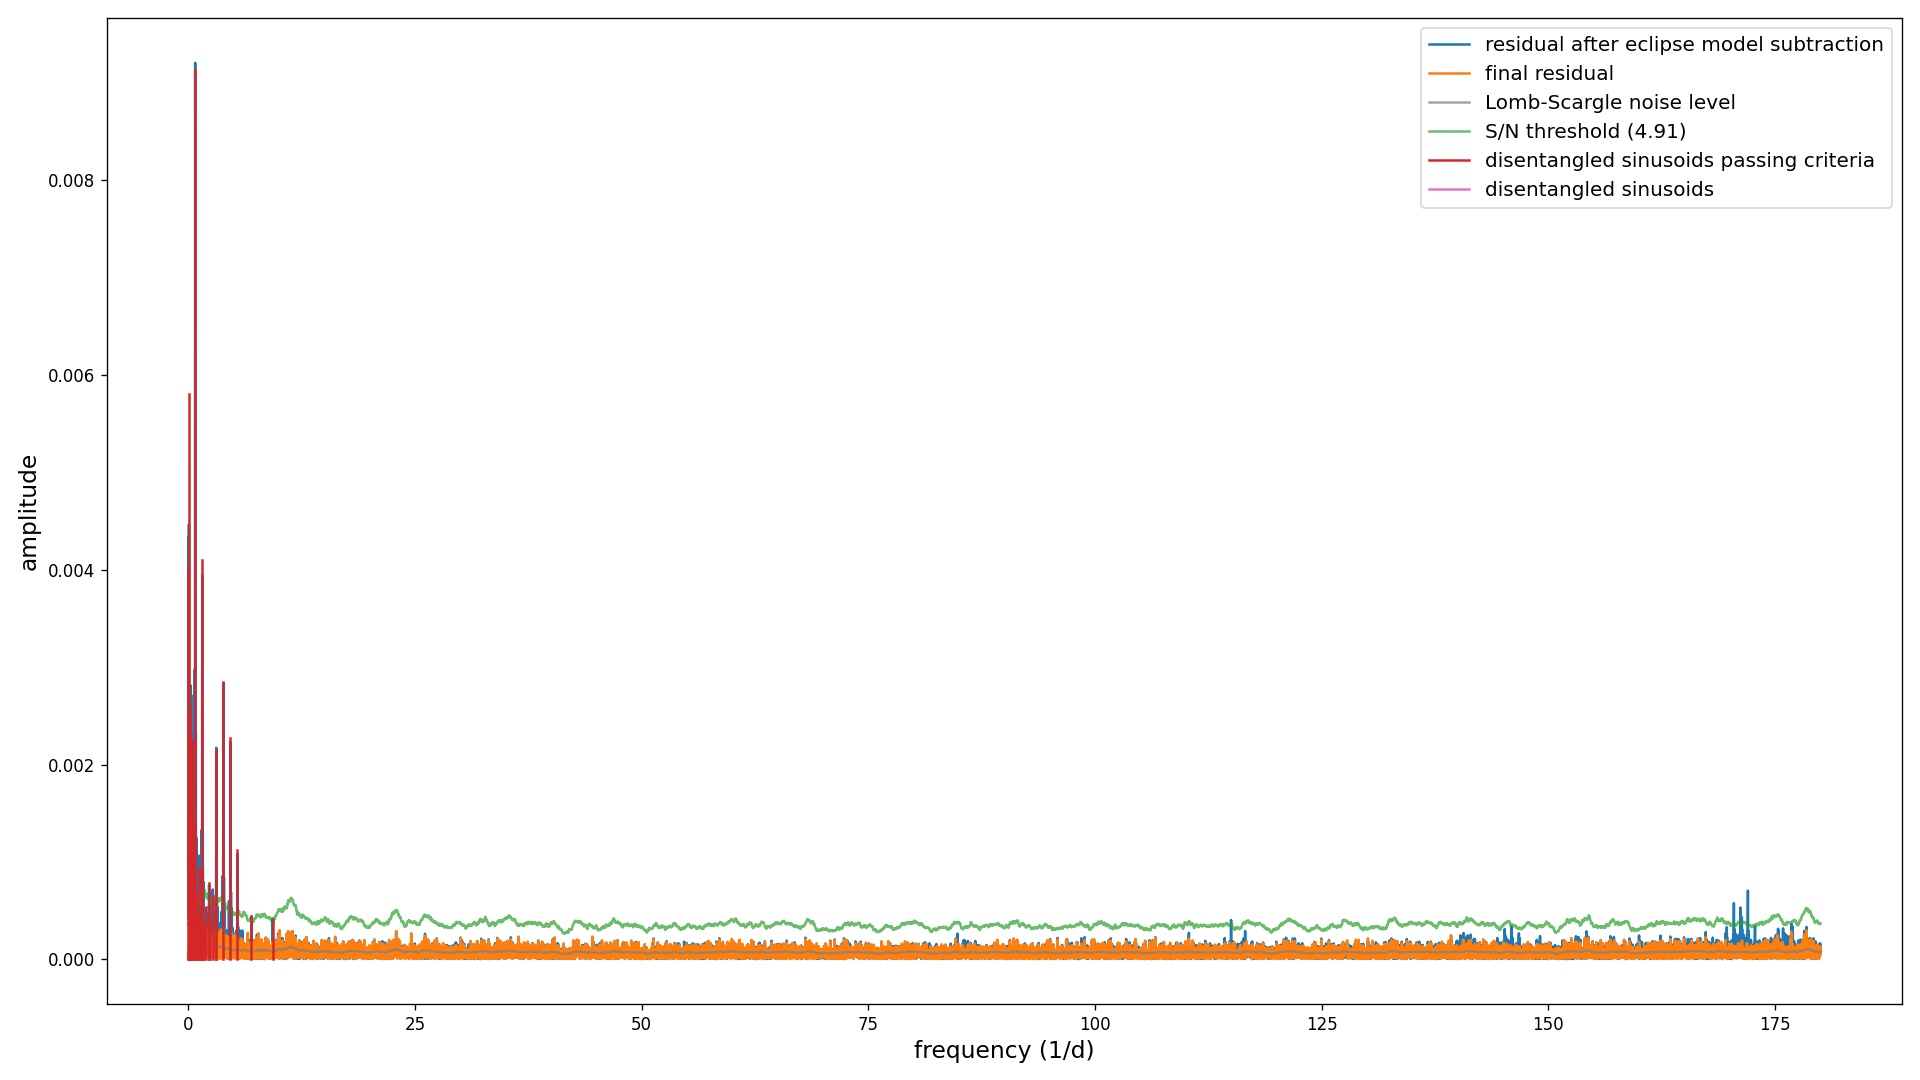 residual after eclipse model subtraction
final residual
Lomb-Scargle noise level
S/N threshold (4.91)
disentangled sinusoids passing criteria
disentangled sinusoids
amplitude
0.008
0.006
0.004
0.002
0.000
0 25 50 75 100 125 150 175
frequency (1/d)